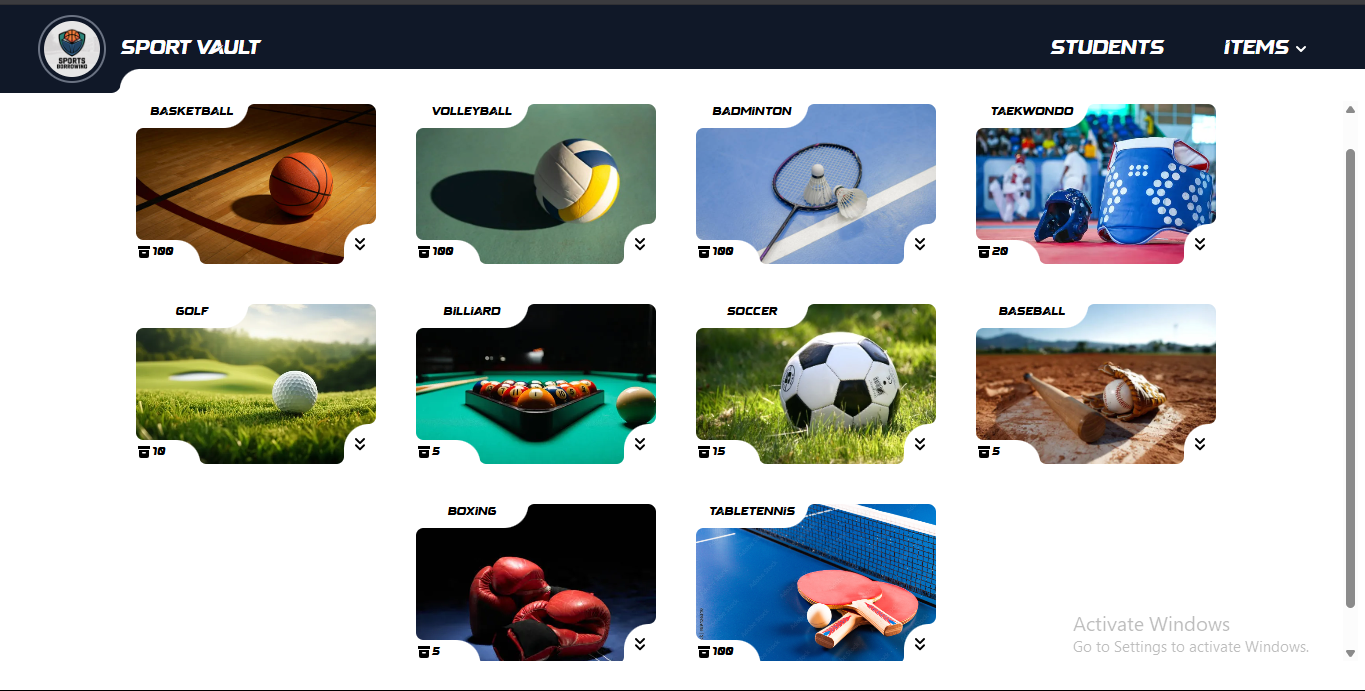 SPORTS
BORROWING
SPORT VAULT
STUDENTS
ITEMS
BASKETBALL
VOLLEYBALL
BADMINTON
TAEKWONDO
100
100
100
20
GOLF
BILLIARD
SOCCER
BASEBALL
10
5
15
5
BOXING
TABLETENNIS
5
100
Activate Windows
Go to Settings to activate Windows.